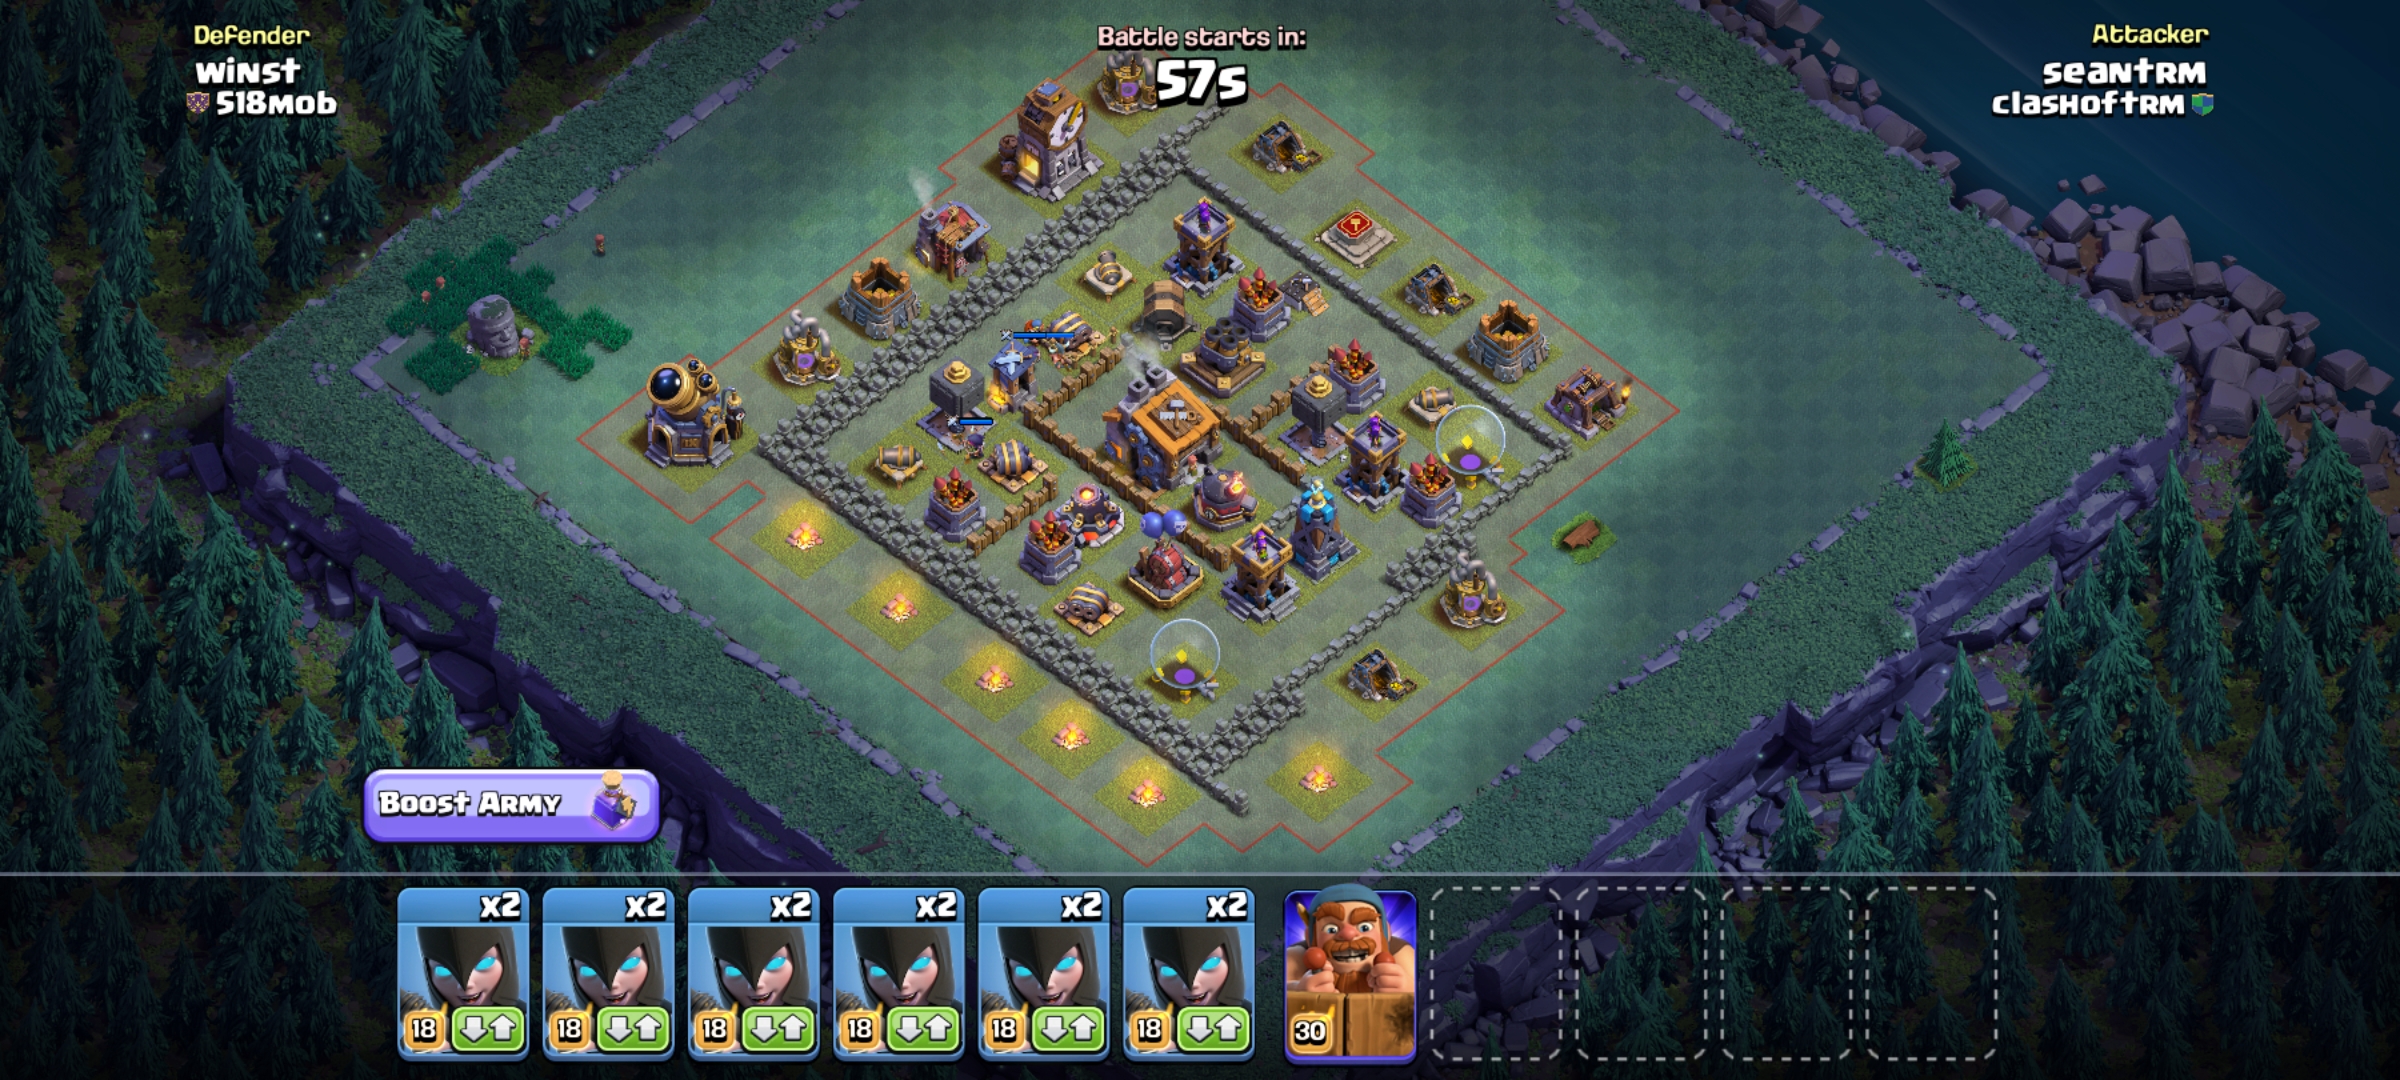 Defender
WiNST
518MOB
Battle starts in:
57s
Attacker
seanTRM
clashofTRM
Boost Army
x2
x2
x2
x2
x2
x2
18
18
18
18
18
18
30